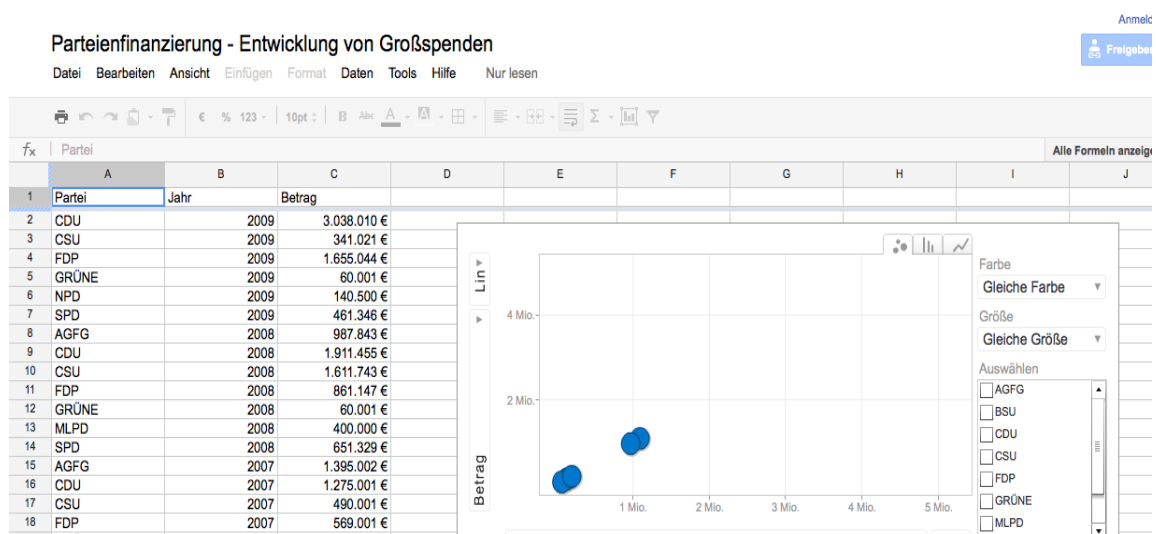 Anmeld
Parteienfinanzierung - Entwicklung von Großspenden
Freigeben
Datei Bearbeiten Ansicht Einfügen Format Daten Tools Hilfe Nur lesen
€ % 123 10pt B Abc A A Σ
fx Partei
Alle Formeln anzeige
A B C D E F G H I J
1 Partei Jahr Betrag
2 CDU 2009 3.038.010 €
3 CSU 2009 341.021 €
4 FDP 2009 1.655.044 €
5 GRÜNE 2009 60.001 €
6 NPD 2009 140.500 €
7 SPD 2009 461.346 €
8 AGFG 2008 987.843 €
9 CDU 2008 1.911.455 €
10 CSU 2008 1.611.743 €
11 FDP 2008 861.147 €
12 GRÜNE 2008 60.001 €
13 MLPD 2008 400.000 €
14 SPD 2008 651.329 €
15 AGFG 2007 1.395.002 €
16 CDU 2007 1.275.001 €
17 CSU 2007 490.001 €
18 FDP 2007 569.001 €
Lin
Betrag
4 Mio.
2 Mio.
1 Mio. 2 Mio. 3 Mio. 4 Mio. 5 Mio.
Farbe
Gleiche Farbe
Größe
Gleiche Größe
Auswählen
AGFG
BSU
CDU
CSU
FDP
GRÜNE
MLPD